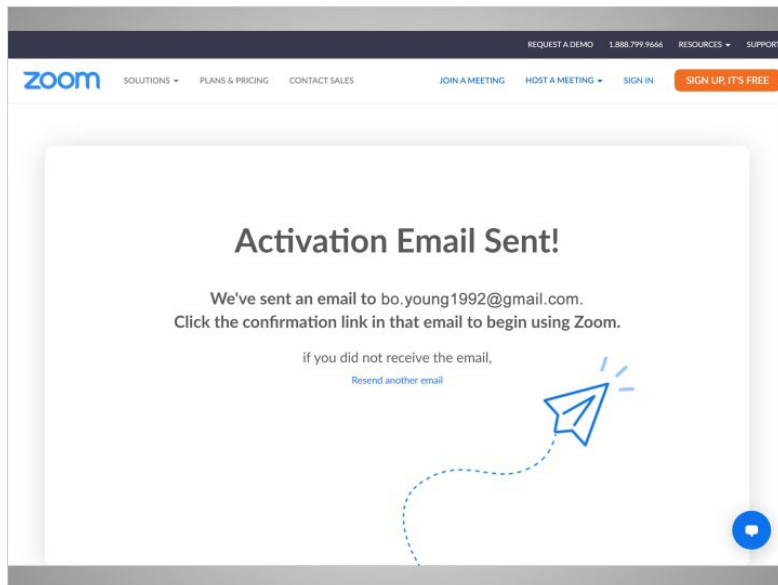 REQUEST A DEMO 1.888.799.9666 RESOURCES SUPPORT
zoom SOLUTIONS PLANS & PRICING CONTACT SALES JOIN A MEETING HOST A MEETING SIGN IN SIGN UP, IT'S FREE
Activation Email Sent!
We've sent an email to bo.young1992@gmail.com.
Click the confirmation link in that email to begin using Zoom.
if you did not receive the email,
Resend another email